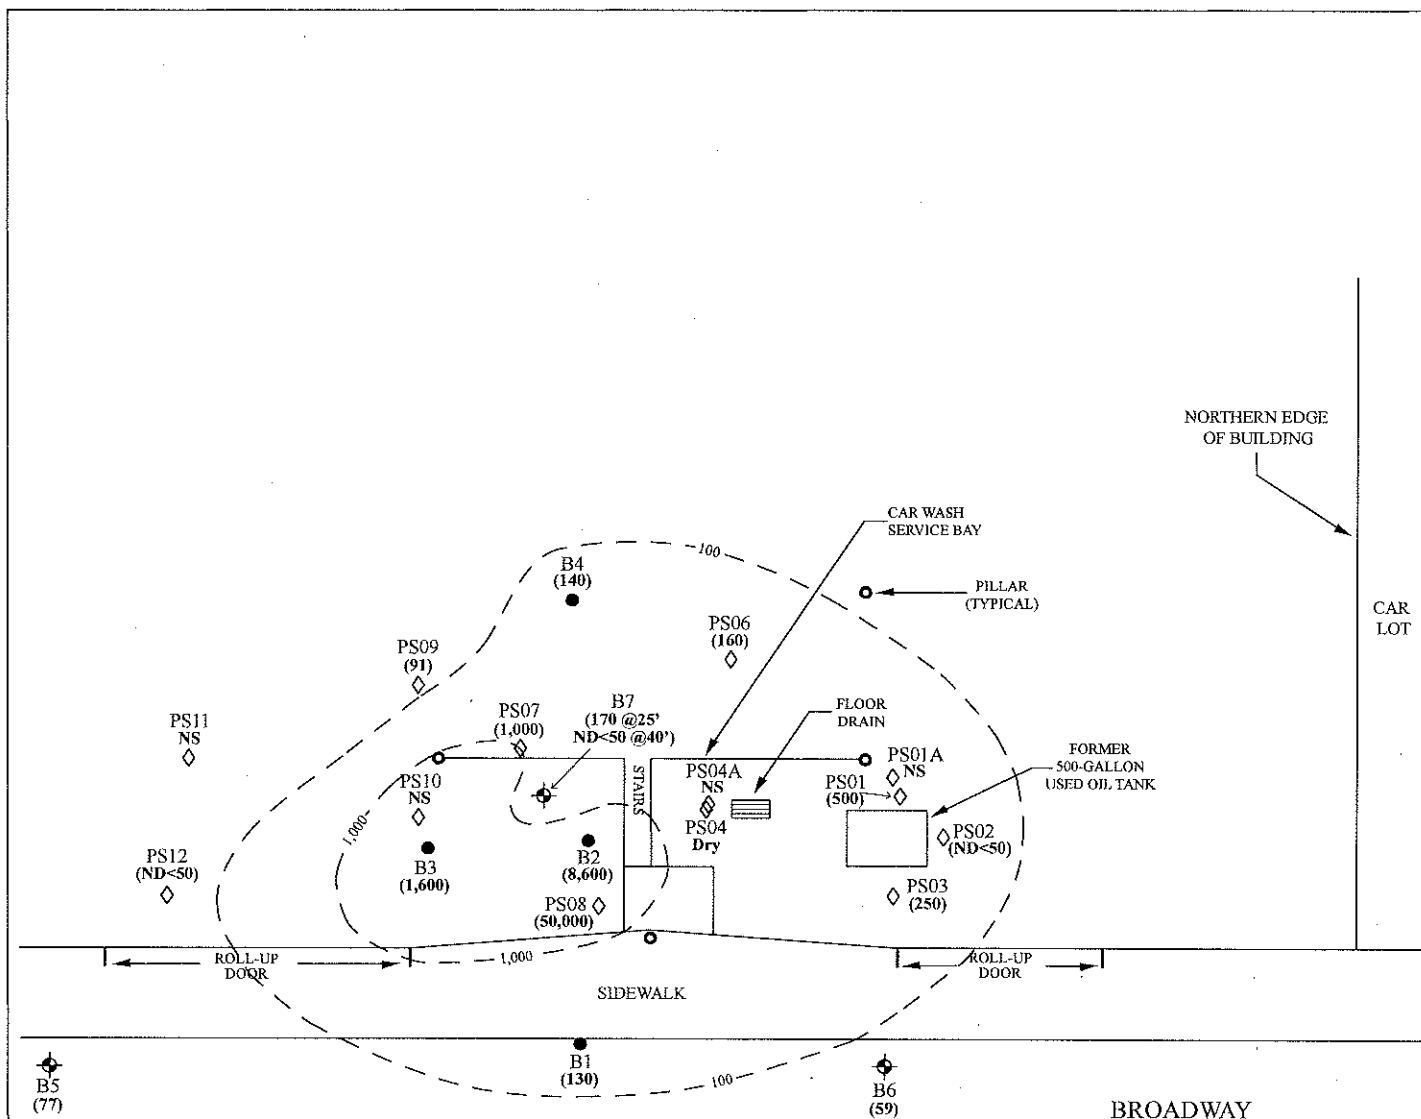 100
B4
(140)
CAR WASH
SERVICE BAY
NORTHERN EDGE
OF BUILDING
PILLAR
(TYPICAL)
CAR
LOT
PS06
(160)
PS09
(91)
PS11
NS
PS07
(1,000)
B7
(170 @25'
ND<50 @40')
FLOOR
DRAIN
FORMER
500-GALLON
USED OIL TANK
PS10
NS
STAIRS
PS04A
NS
PS04
Dry
PS01A
NS
PS01
(500)
PS02
(ND<50)
1,000
B3
(1,600)
B2
(8,600)
PS12
(ND<50)
PS08
(50,000)
PS03
(250)
ROLL-UP
DOOR
1,000
ROLL-UP
DOOR
SIDEWALK
B5
(77)
B1
(130)
100
B6
(59)
BROADWAY